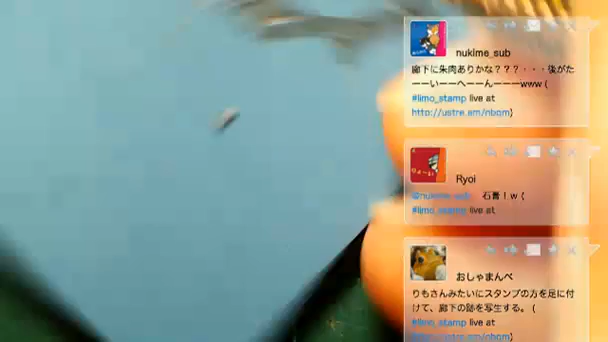 nukime_sub
廊下に朱肉ありかな？？？・・・後がた
ーーいーーへーーんーーーwww (
#limo_stamp live at
http://ustre.am/nbqm)
Ryoi
@nukime_sub 石膏！w (
#limo_stamp live at
おしゃまんべ
りもさんみたいにスタンプの方を足に付
けて、廊下の跡を写生する。 (
#limo_stamp live at
http://ustre.am/nbqm)